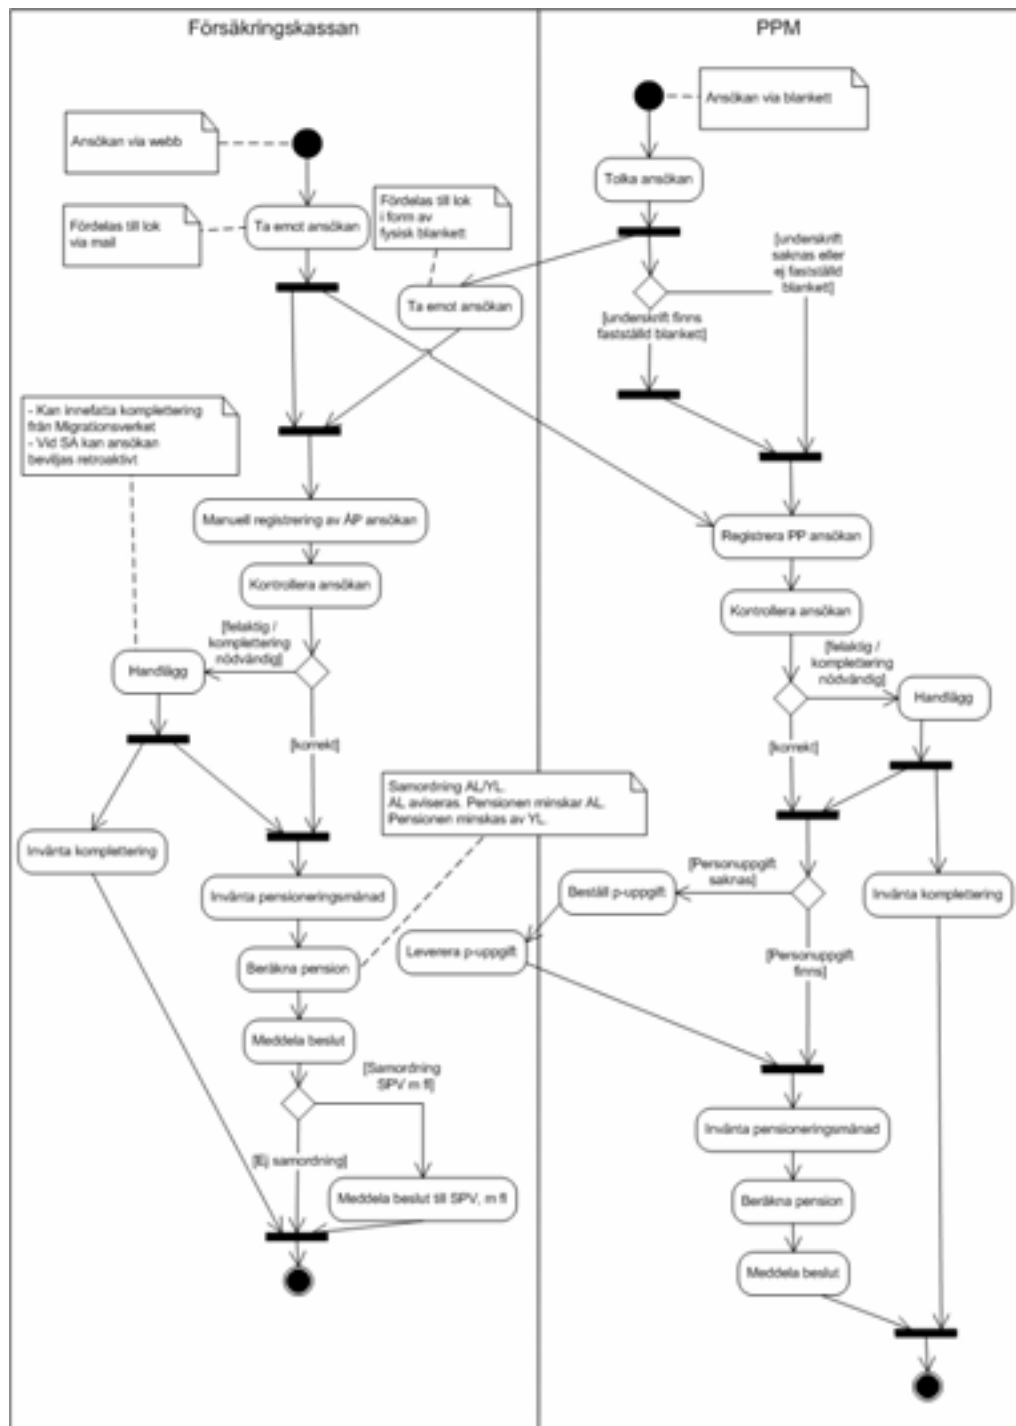 Försäkringskassan
PPM
Ansökan via webb
Ansökan via blankett
Tolka ansökan
Fördelas till lok
via mail
Ta emot ansökan
Fördelas till lok
i form av
fysisk blankett
Ta emot ansökan
[underskrift
saknas eller
ej fastställd
blankett]
[underskrift finns
fastställd blankett]
- Kan innefatta komplettering
från Migrationsverket
- Vid SA kan ansökan
beviljas retroaktivt
Manuell registrering av ÅP ansökan
Registrera PP ansökan
Kontrollera ansökan
Kontrollera ansökan
[felaktig /
komplettering
nödvändig]
Handlägg
[felaktig /
komplettering
nödvändig]
Handlägg
[korrekt]
[korrekt]
Samordning AL/YL.
AL aviseras. Pensionen minskar AL.
Pensionen minskas av YL.
Invänta komplettering
Invänta pensioneringsmånad
[Personuppgift
saknas]
Beställ p-uppgift
Invänta komplettering
Leverera p-uppgift
[Personuppgift
finns]
Beräkna pension
Meddela beslut
[Samordning
SPV m fl]
[Ej samordning]
Meddela beslut till SPV, m fl
Invänta pensioneringsmånad
Beräkna pension
Meddela beslut